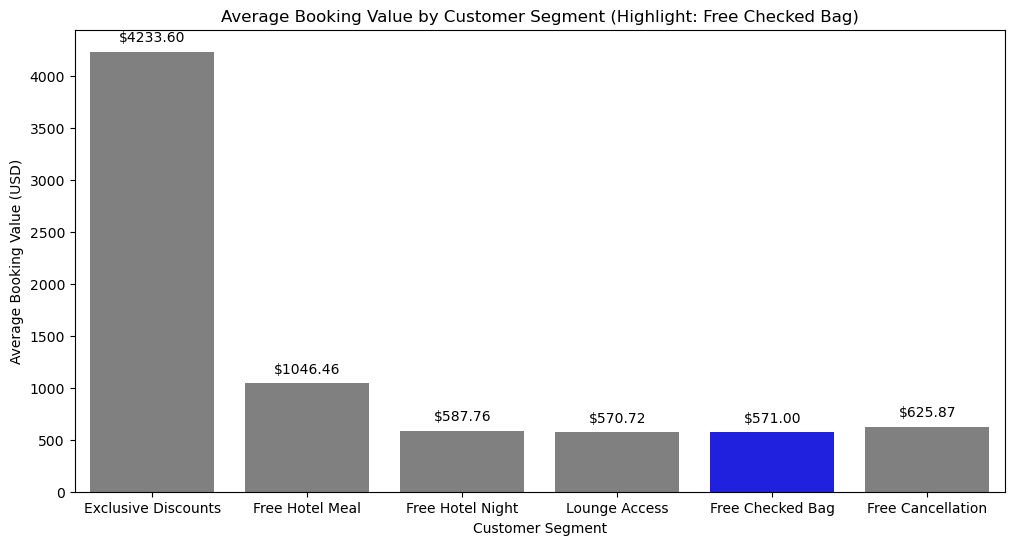 Average Booking Value by Customer Segment (Highlight: Free Checked Bag)
Average Booking Value (USD)
4000
3500
3000
2500
2000
1500
1000
500
0
$4233.60
$1046.46
$587.76
$570.72
$571.00
$625.87
Exclusive Discounts
Free Hotel Meal
Free Hotel Night
Lounge Access
Free Checked Bag
Free Cancellation
Customer Segment